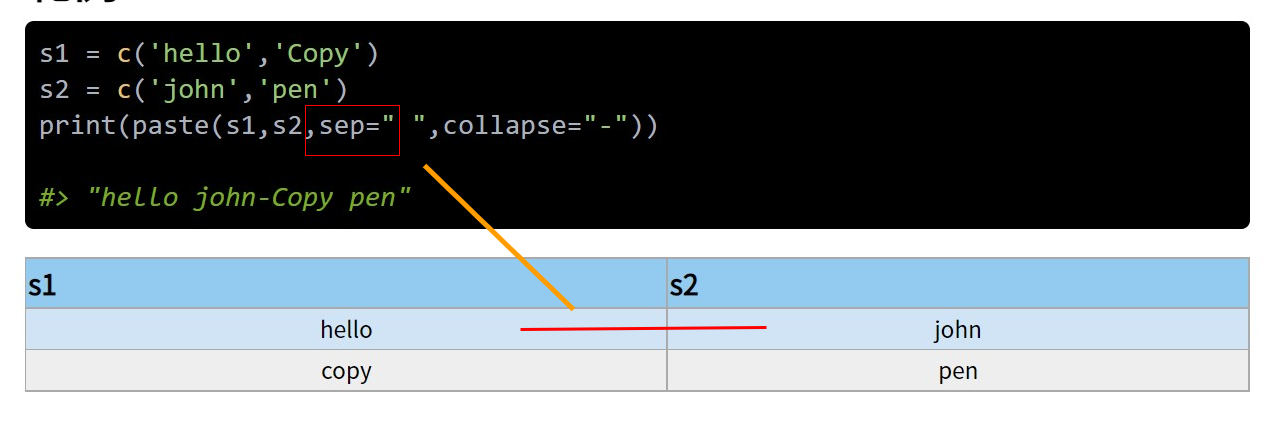 s1 = c('hello','Copy')
s2 = c('john','pen')
print(paste(s1,s2,sep=" ",collapse="-"))
#> "hello john-Copy pen"
s1 s2
hello john
copy pen